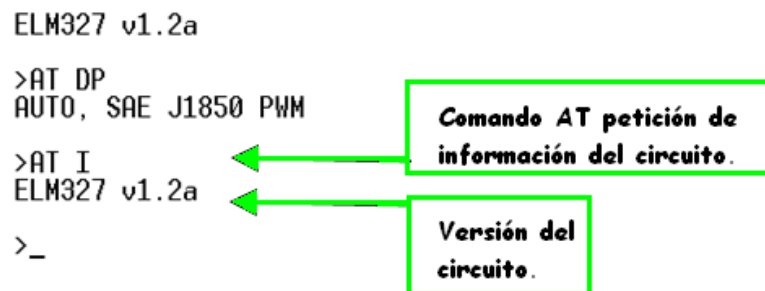 ELM327 v1.2a
>AT DP
AUTO, SAE J1850 PWM
>AT I
ELM327 v1.2a
>_
Comando AT petición de
información del circuito.
Versión del
circuito.